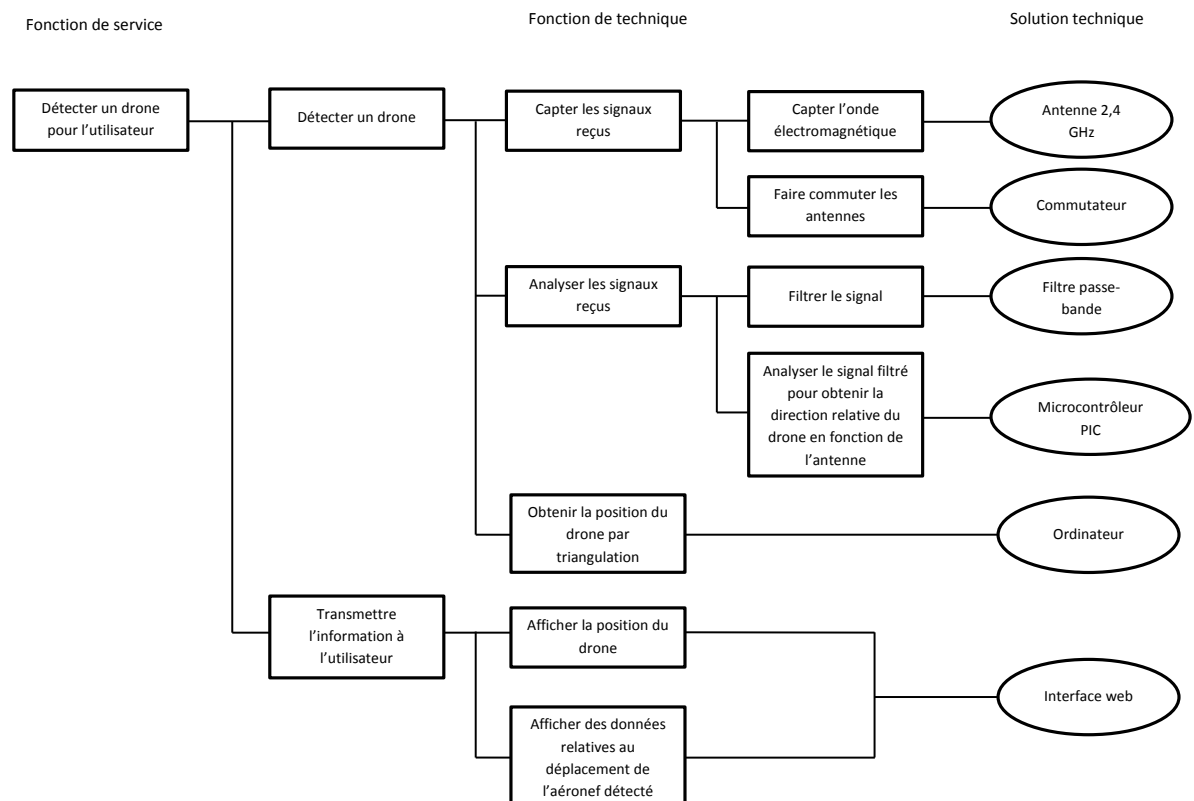 Fonction de service
Fonction de technique
Solution technique
Détecter un drone
pour l'utilisateur
Détecter un drone
Capter les signaux
reçus
Capter l'onde
électromagnétique
Antenne 2,4
GHz
Faire commuter les
antennes
Commutateur
Analyser les signaux
reçus
Filtrer le signal
Filtre passe-
bande
Analyser le signal filtré
pour obtenir la
direction relative du
drone en fonction de
l'antenne
Microcontrôleur
PIC
Obtenir la position du
drone par
triangulation
Ordinateur
Transmettre
l'information à
l'utilisateur
Afficher la position du
drone
Interface web
Afficher des données
relatives au
déplacement de
l'aéronef détecté